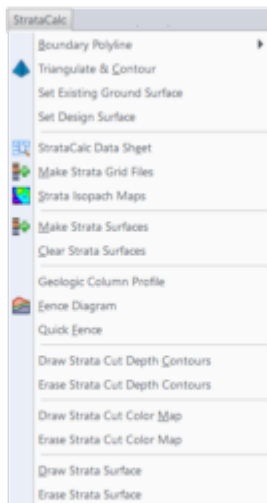 StrataCalc
Boundary Polyline
Triangulate & Contour
Set Existing Ground Surface
Set Design Surface
StrataCalc Data Sheet
Make Strata Grid Files
Strata Isopach Maps
Make Strata Surfaces
Clear Strata Surfaces
Geologic Column Profile
Fence Diagram
Quick Fence
Draw Strata Cut Depth Contours
Erase Strata Cut Depth Contours
Draw Strata Cut Color Map
Erase Strata Cut Color Map
Draw Strata Surface
Erase Strata Surface